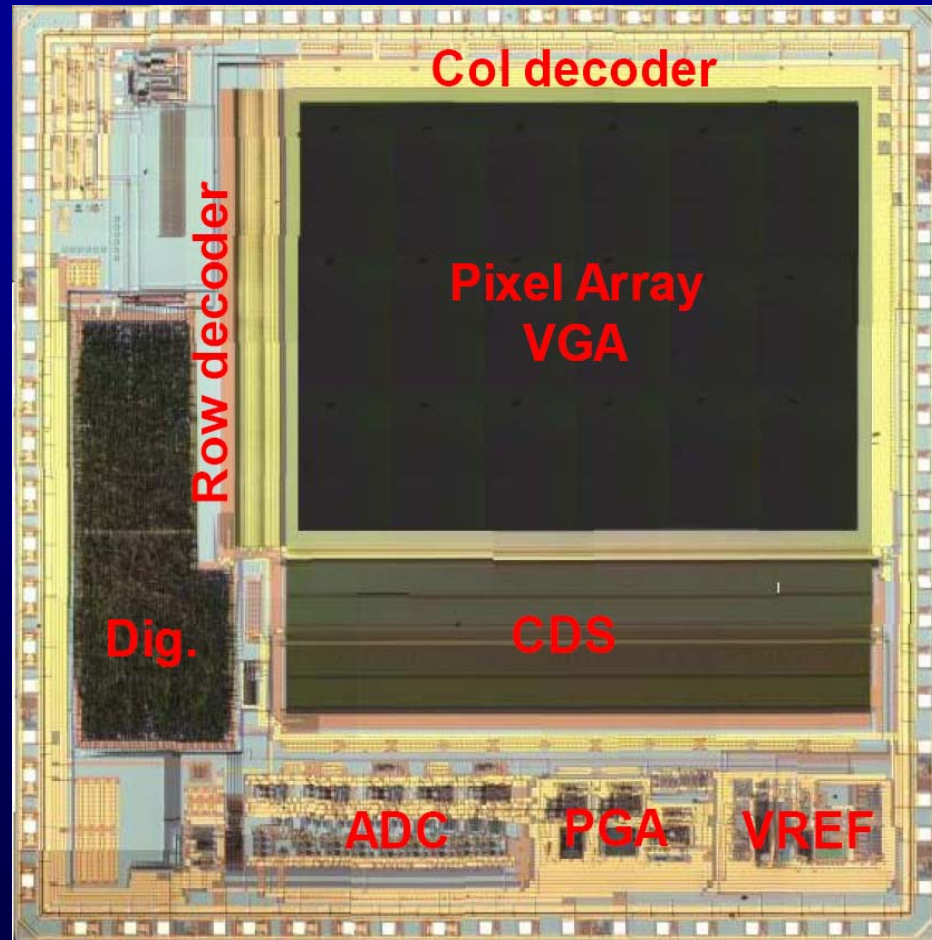 Col decoder
Row decoder
Pixel Array
VGA
Dig.
CDS
ADC
PGA
VREF